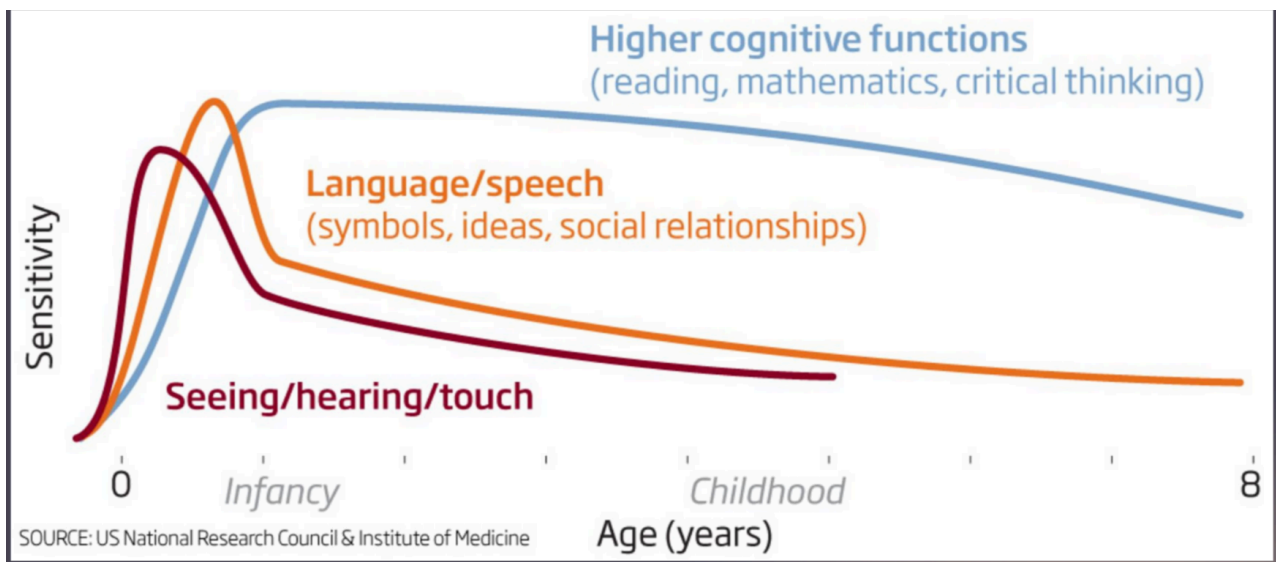 Higher cognitive functions
(reading, mathematics, critical thinking)
Language/speech
(symbols, ideas, social relationships)
Sensitivity
Seeing/hearing/touch
0
Infancy
Childhood
8
Age (years)
SOURCE: US National Research Council & Institute of Medicine